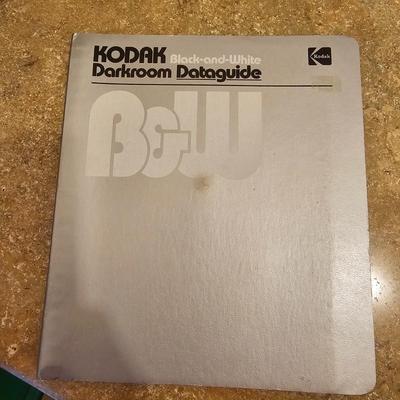 KODAK Black-and-White
Darkroom Dataguide
Kodak
B&W